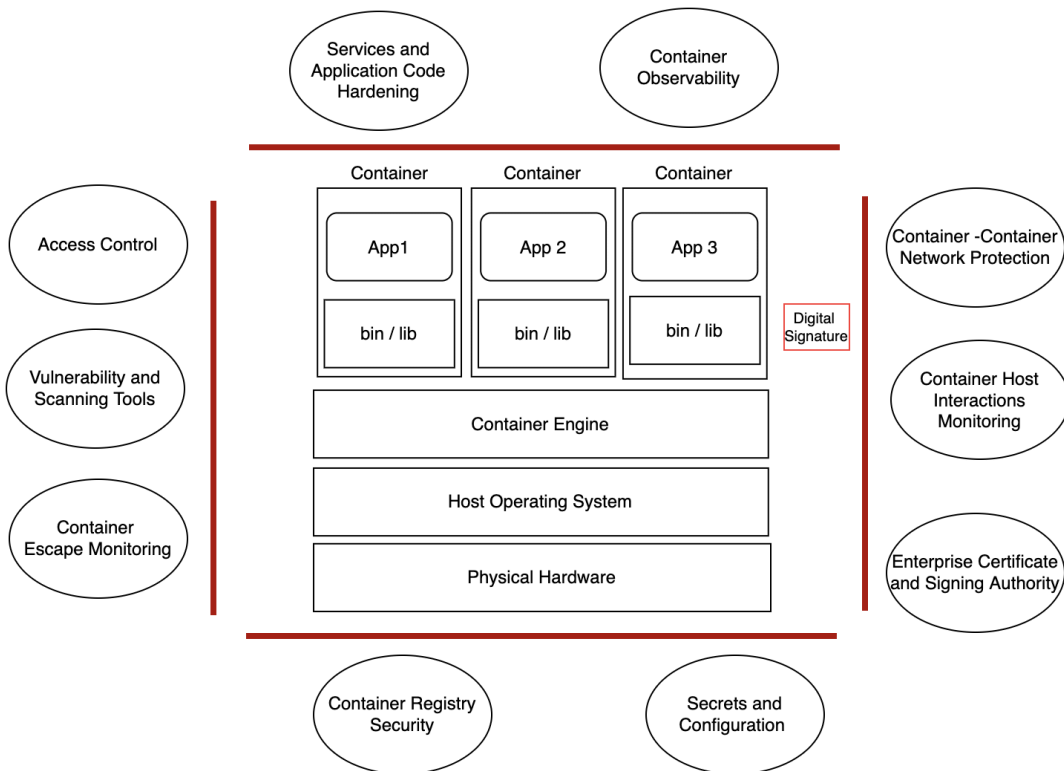 Services and
Application Code
Hardening
Container
Observability
Container
Container
Container
Access Control
App1
App 2
App 3
Container -Container
Network Protection
bin / lib
bin / lib
bin / lib
Digital
Signature
Vulnerability and
Scanning Tools
Container Host
Interactions
Monitoring
Container Engine
Host Operating System
Container
Escape Monitoring
Physical Hardware
Enterprise Certificate
and Signing Authority
Container Registry
Security
Secrets and
Configuration